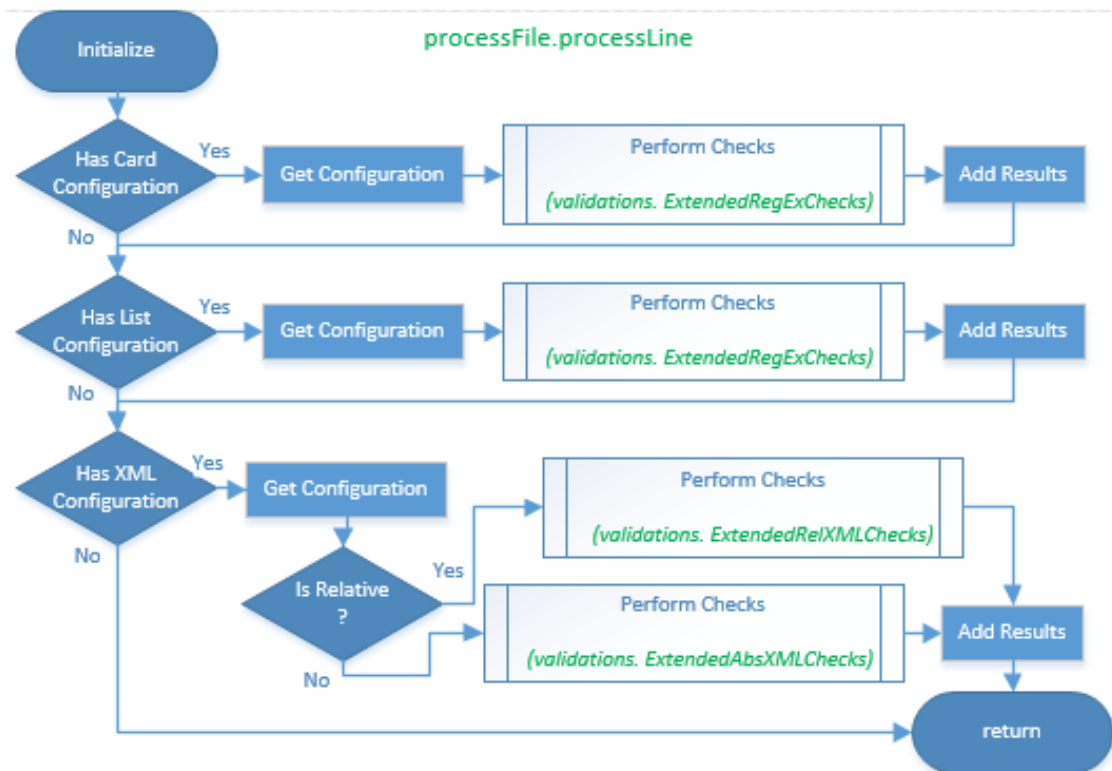 processFile.processLine
Initialize
Has Card
Configuration
Yes
Get Configuration
Perform Checks
(validations. ExtendedRegExChecks)
Add Results
No
Has List
Configuration
Yes
Get Configuration
Perform Checks
(validations. ExtendedRegExChecks)
Add Results
No
Has XML
Configuration
Yes
Get Configuration
Perform Checks
(validations. ExtendedRelXMLChecks)
No
Is Relative
?
Yes
Perform Checks
(validations. ExtendedAbsXMLChecks)
Add Results
No
return